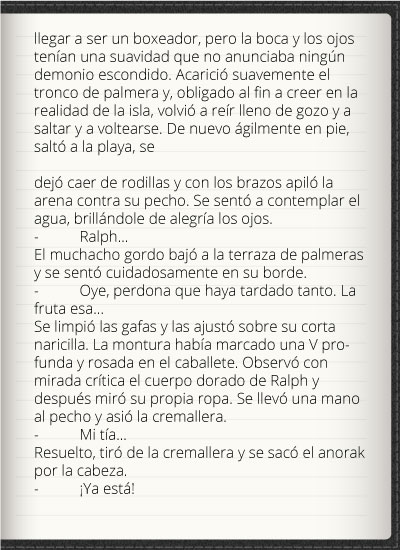 llegar a ser un boxeador, pero la boca y los ojos
tenían una suavidad que no anunciaba ningún
demonio escondido. Acarició suavemente el
tronco de palmera y, obligado al fin a creer en la
realidad de la isla, volvió a reír lleno de gozo y a
saltar y a voltearse. De nuevo ágilmente en pie,
saltó a la playa, se
dejó caer de rodillas y con los brazos apiló la
arena contra su pecho. Se sentó a contemplar el
agua, brillándole de alegría los ojos.
- Ralph...
El muchacho gordo bajó a la terraza de palmeras
y se sentó cuidadosamente en su borde.
- Oye, perdona que haya tardado tanto. La
fruta esa...
Se limpió las gafas y las ajustó sobre su corta
naricilla. La montura había marcado una V pro-
funda y rosada en el caballete. Observó con
mirada crítica el cuerpo dorado de Ralph y
después miró su propia ropa. Se llevó una mano
al pecho y asió la cremallera.
- Mi tía...
Resuelto, tiró de la cremallera y se sacó el anorak
por la cabeza.
- ¡Ya está!